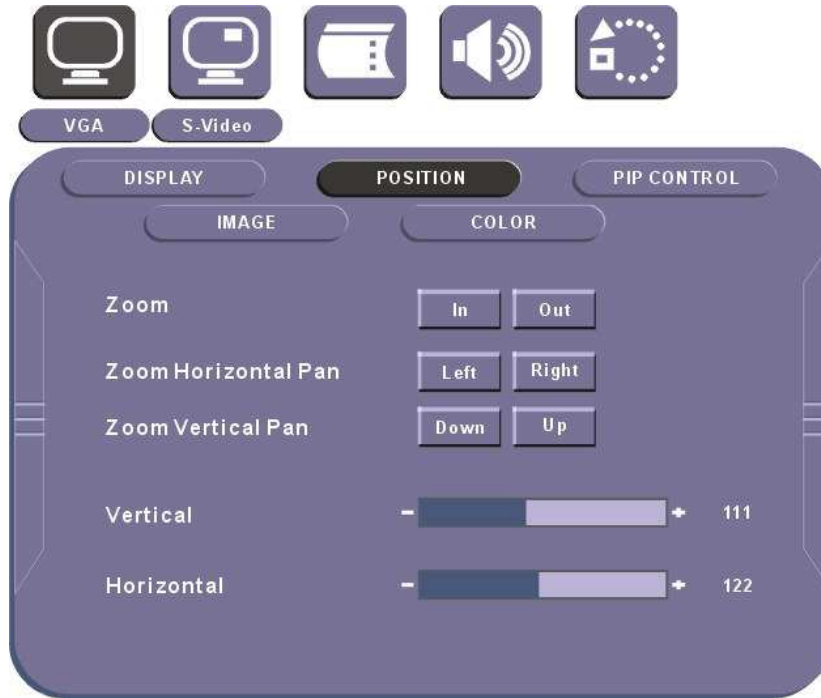 VGA S-Video
DISPLAY POSITION PIP CONTROL
IMAGE COLOR
Zoom In Out
Zoom Horizontal Pan Left Right
Zoom Vertical Pan Down Up
Vertical - + 111
Horizontal - + 122